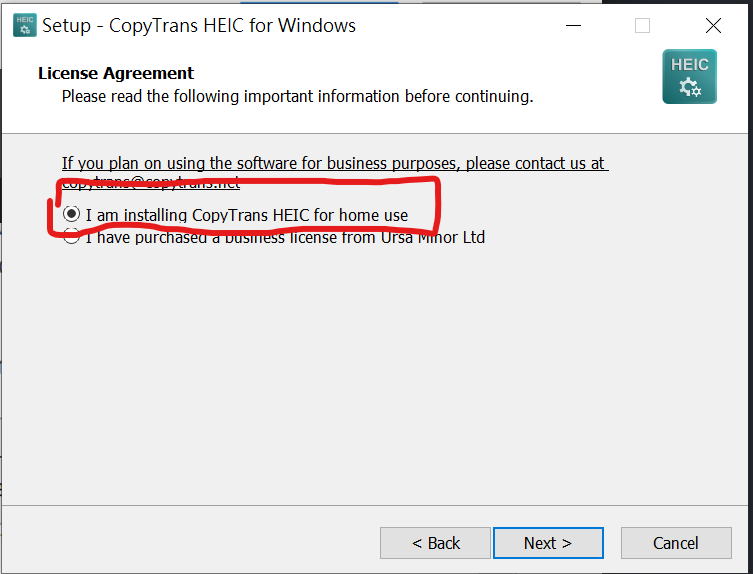 HEIC
Setup - CopyTrans HEIC for Windows
License Agreement
Please read the following important information before continuing.
HEIC
If you plan on using the software for business purposes, please contact us at
copytrans@copytrans.net
I am installing CopyTrans HEIC for home use
I have purchased a business license from Ursa Minor Ltd
< Back
Next >
Cancel